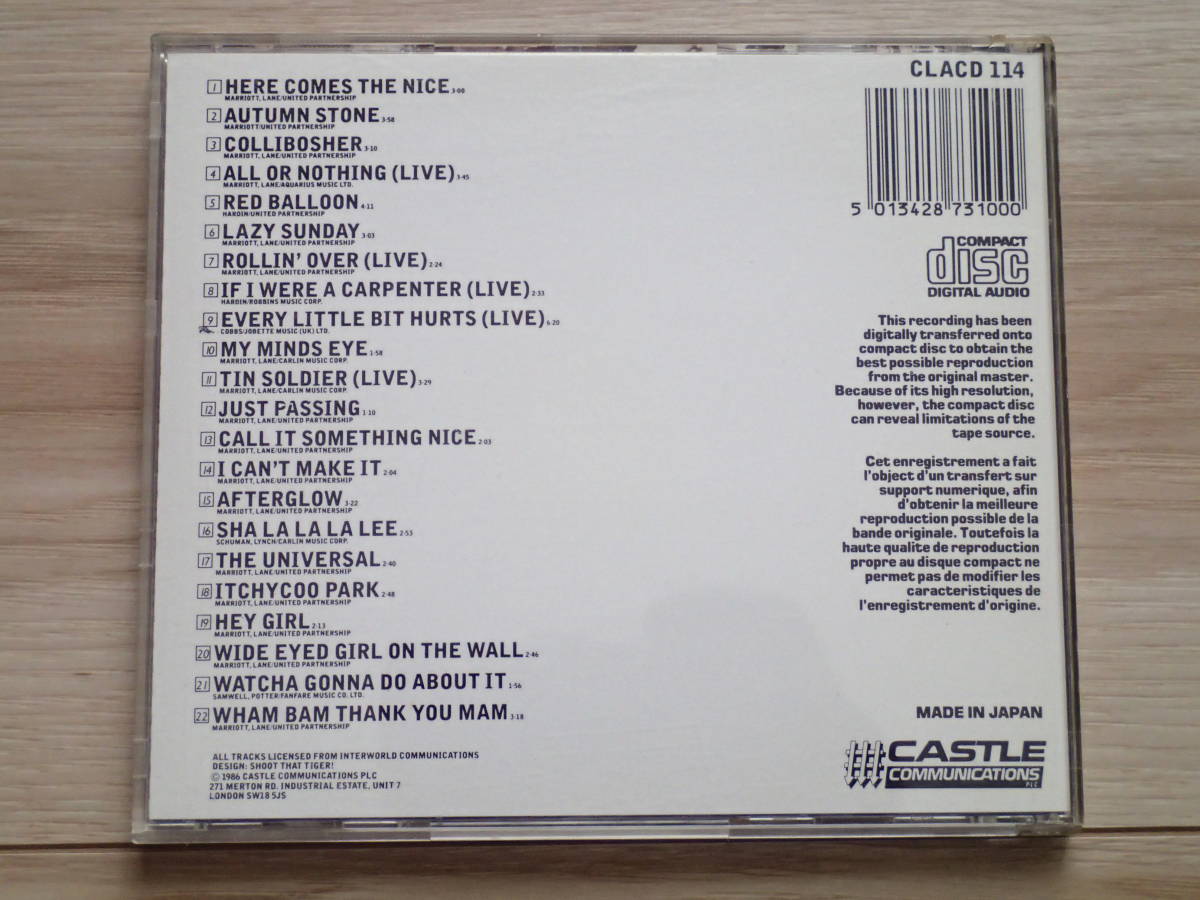 1 HERE COMES THE NICE 3·00
MARRIOTT, LANE/UNITED PARTNERSHIP
2 AUTUMN STONE 3·58
MARRIOTT/UNITED PARTNERSHIP
3 COLLIBOSHER 3·10
MARRIOTT, LANE/UNITED PARTNERSHIP
4 ALL OR NOTHING (LIVE) 3·45
MARRIOTT, LANE/AQUARIUS MUSIC LTD.
5 RED BALLOON 4·11
HARDIN/UNITED PARTNERSHIP
6 LAZY SUNDAY 3·03
MARRIOTT, LANE/UNITED PARTNERSHIP
7 ROLLIN' OVER (LIVE) 2·24
MARRIOTT, LANE/UNITED PARTNERSHIP
8 IF I WERE A CARPENTER (LIVE) 2·33
HARDIN/ROBBINS MUSIC CORP.
9 EVERY LITTLE BIT HURTS (LIVE) 6·20
COBBS/JOBETTE MUSIC (UK) LTD.
10 MY MINDS EYE 1·58
MARRIOTT, LANE/CARLIN MUSIC CORP.
11 TIN SOLDIER (LIVE) 3·29
MARRIOTT, LANE/CARLIN MUSIC CORP.
12 JUST PASSING 1·10
MARRIOTT, LANE/UNITED PARTNERSHIP
13 CALL IT SOMETHING NICE 2·03
MARRIOTT, LANE/UNITED PARTNERSHIP
14 I CAN'T MAKE IT 2·04
MARRIOTT, LANE/UNITED PARTNERSHIP
15 AFTERGLOW 3·22
MARRIOTT, LANE/UNITED PARTNERSHIP
16 SHA LA LA LA LEE 2·53
SCHUMAN, LYNCH/CARLIN MUSIC CORP.
17 THE UNIVERSAL 2·40
MARRIOTT, LANE/UNITED PARTNERSHIP
18 ITCHYCOO PARK 2·48
MARRIOTT, LANE/UNITED PARTNERSHIP
19 HEY GIRL 2·13
MARRIOTT, LANE/UNITED PARTNERSHIP
20 WIDE EYED GIRL ON THE WALL 2·46
MARRIOTT, LANE/UNITED PARTNERSHIP
21 WATCHA GONNA DO ABOUT IT 1·56
SAMWELL, POTTER/FANFARE MUSIC CO. LTD.
22 WHAM BAM THANK YOU MAM 3·18
MARRIOTT, LANE/UNITED PARTNERSHIP
ALL TRACKS LICENSED FROM INTERWORLD COMMUNICATIONS
DESIGN: SHOOT THAT TIGER!
© 1986 CASTLE COMMUNICATIONS PLC
271 MERTON RD. INDUSTRIAL ESTATE, UNIT 7
LONDON SW18 5JS
CLACD 114
5 013428 731000
COMPACT
disc
DIGITAL AUDIO
This recording has been
digitally transferred onto
compact disc to obtain the
best possible reproduction
from the original master.
Because of its high resolution,
however, the compact disc
can reveal limitations of the
tape source.
Cet enregistrement a fait
l'object d'un transfert sur
support numerique, afin
d'obtenir la meilleure
reproduction possible de la
bande originale. Toutefois la
haute qualite de reproduction
propre au disque compact ne
permet pas de modifier les
caracteristiques de
l'enregistrement d'origine.
MADE IN JAPAN
CASTLE
COMMUNICATIONS
PLC